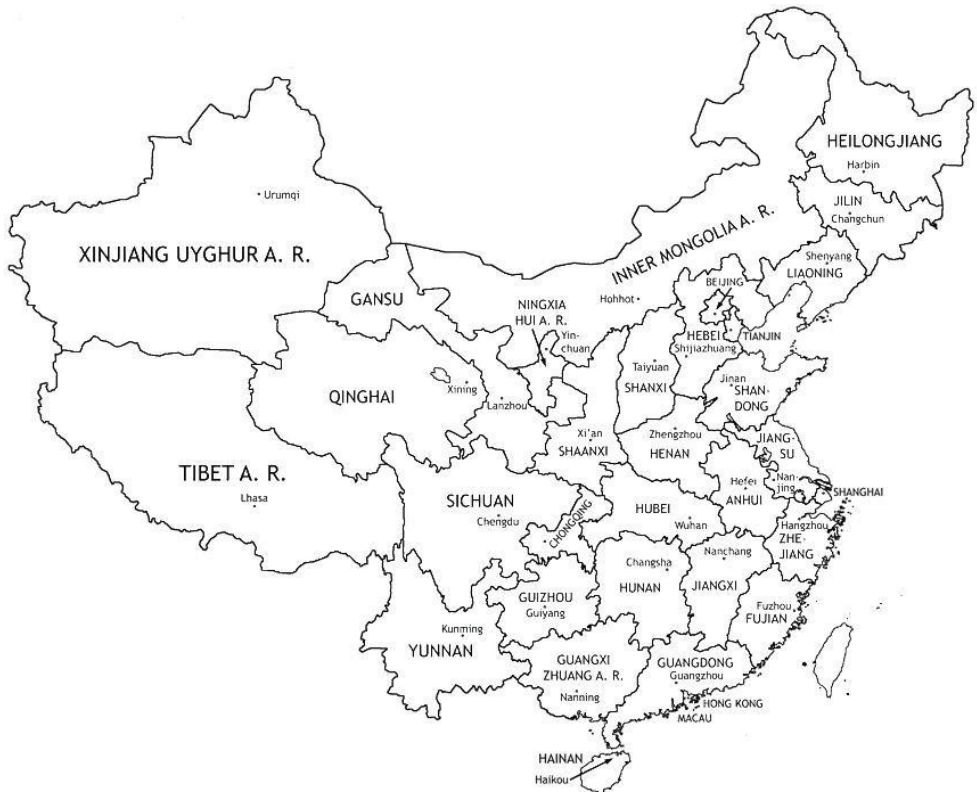 HEILONGJIANG
Harbin
JILIN
Changchun
Urumqi
XINJIANG UYGHUR A. R.
INNER MONGOLIA A. R.
Shenyang
LIAONING
GANSU
NINGXIA
HUI A. R.
Hohhot
BEIJING
Yin-
chuan
HEBEI
Shijiazhuang
TIANJIN
Taiyuan
SHANXI
Jinan
SHAN-
DONG
QINGHAI
Xining
Lanzhou
Xi'an
SHAANXI
Zhengzhou
HENAN
JIANG-
SU
Nan-
jing
TIBET A. R.
Lhasa
SICHUAN
Chengdu
CHONGQING
HUBEI
Wuhan
Hefei
ANHUI
SHANGHAI
Hangzhou
ZHE-
JIANG
Changsha
HUNAN
Nanchang
JIANGXI
GUIZHOU
Guiyang
Fuzhou
FUJIAN
Kunming
YUNNAN
GUANGXI
ZHUANG A. R.
Nanning
GUANGDONG
Guangzhou
HONG KONG
MACAU
HAINAN
Haikou